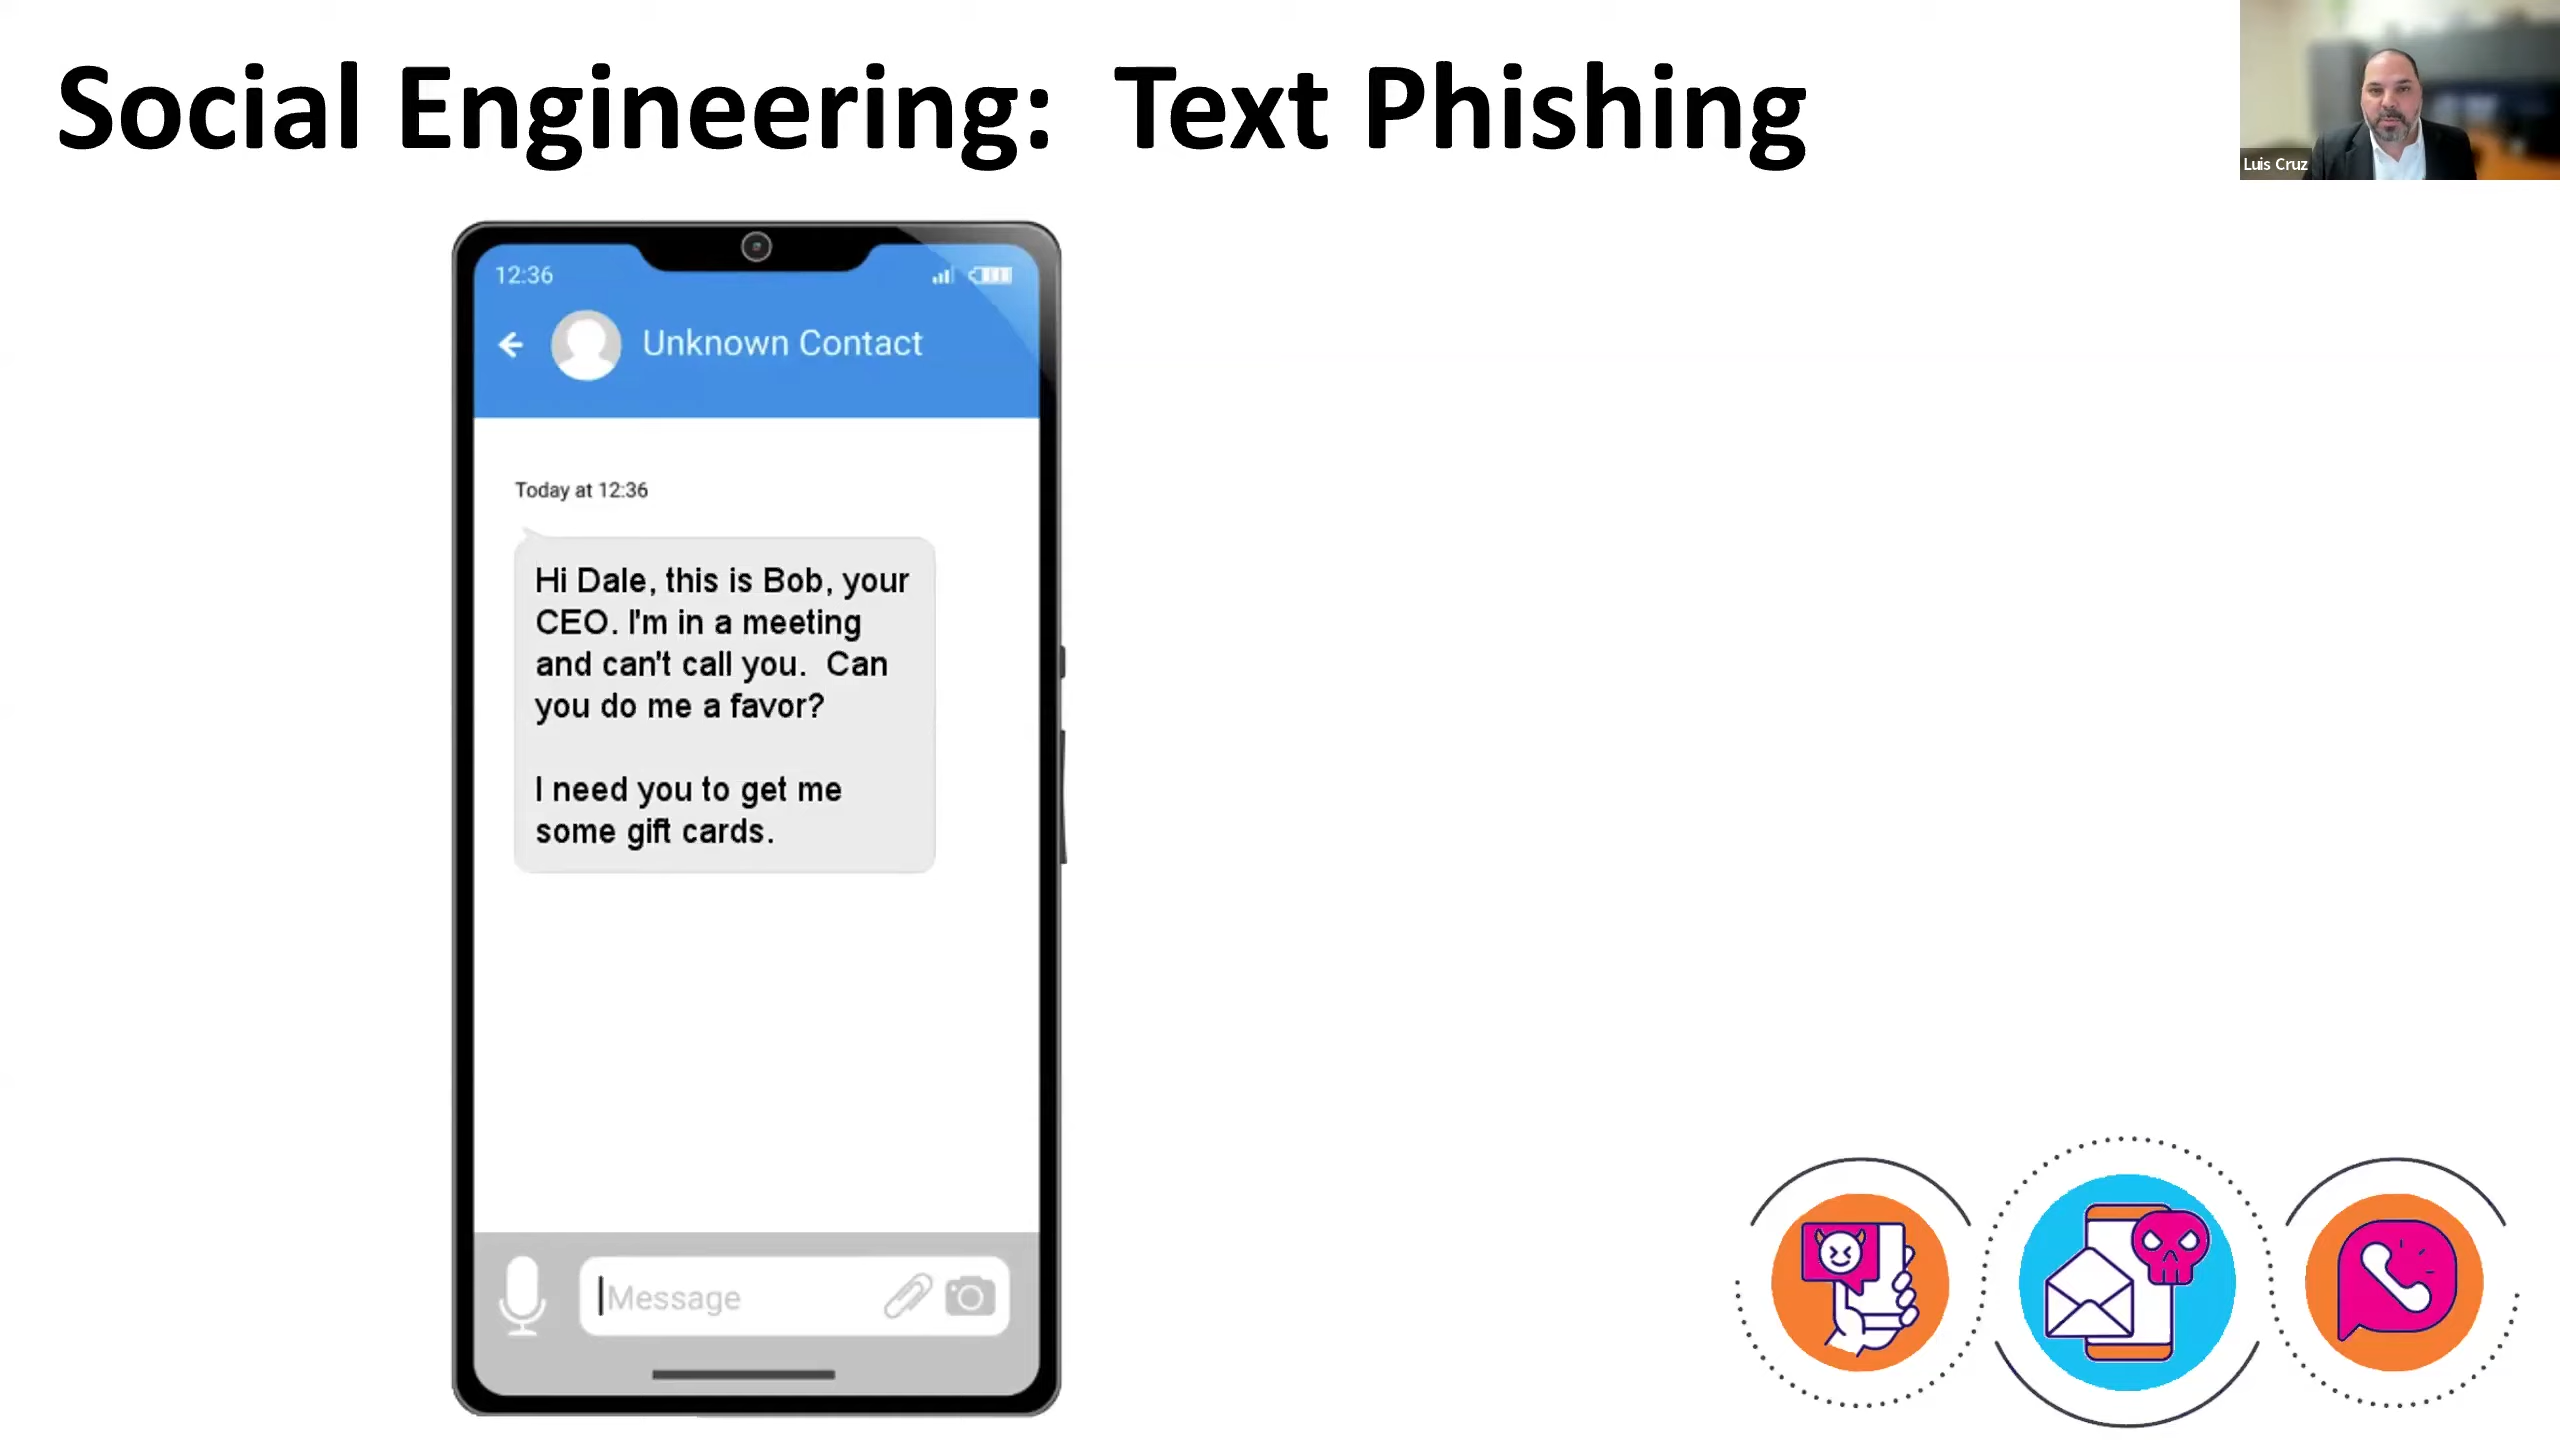 Social Engineering:  Text Phishing
Luis Cruz
12:36
Unknown Contact
Today at 12:36
Hi Dale, this is Bob, your
CEO. I'm in a meeting
and can't call you.  Can
you do me a favor?
I need you to get me
some gift cards.
Message